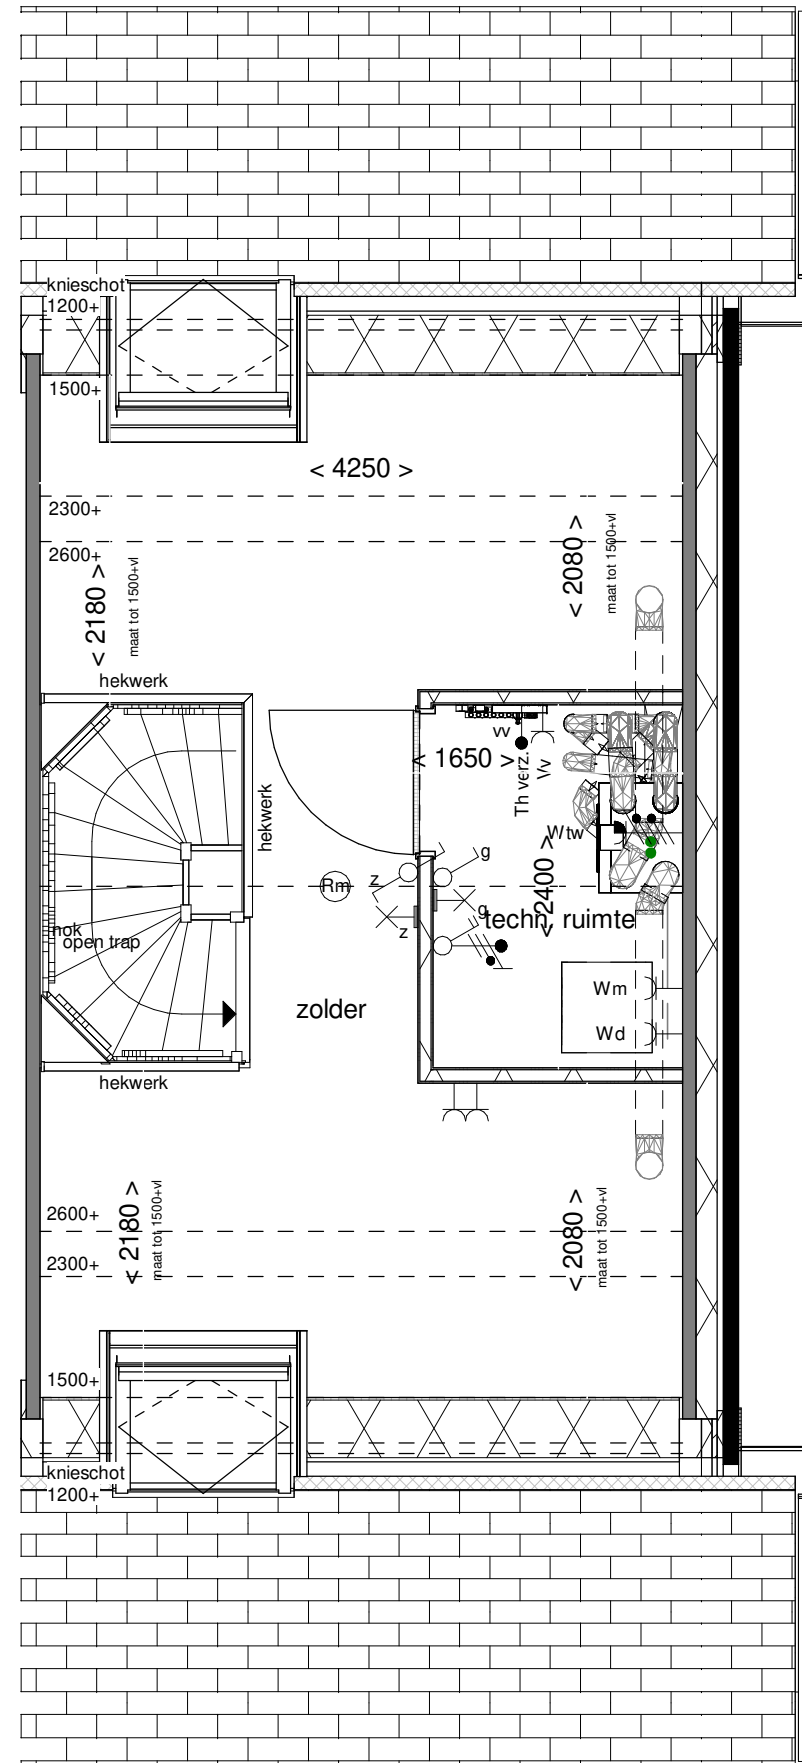 knieschot
1200+
1500+
< 4250 >
2300+
2600+
< 2180 >
maat tot 1500+vl
< 2080 >
maat tot 1500+vl
hekwerk
hekwerk
vv
< 1650 >
Th verz.
Vv
Wtw
< 2400 >
g
z
Rm
g
z
techn. ruimte
nok
open trap
zolder
Wm
Wd
hekwerk
2600+
< 2180 >
maat tot 1500+vl
< 2080 >
maat tot 1500+vl
2300+
1500+
knieschot
1200+